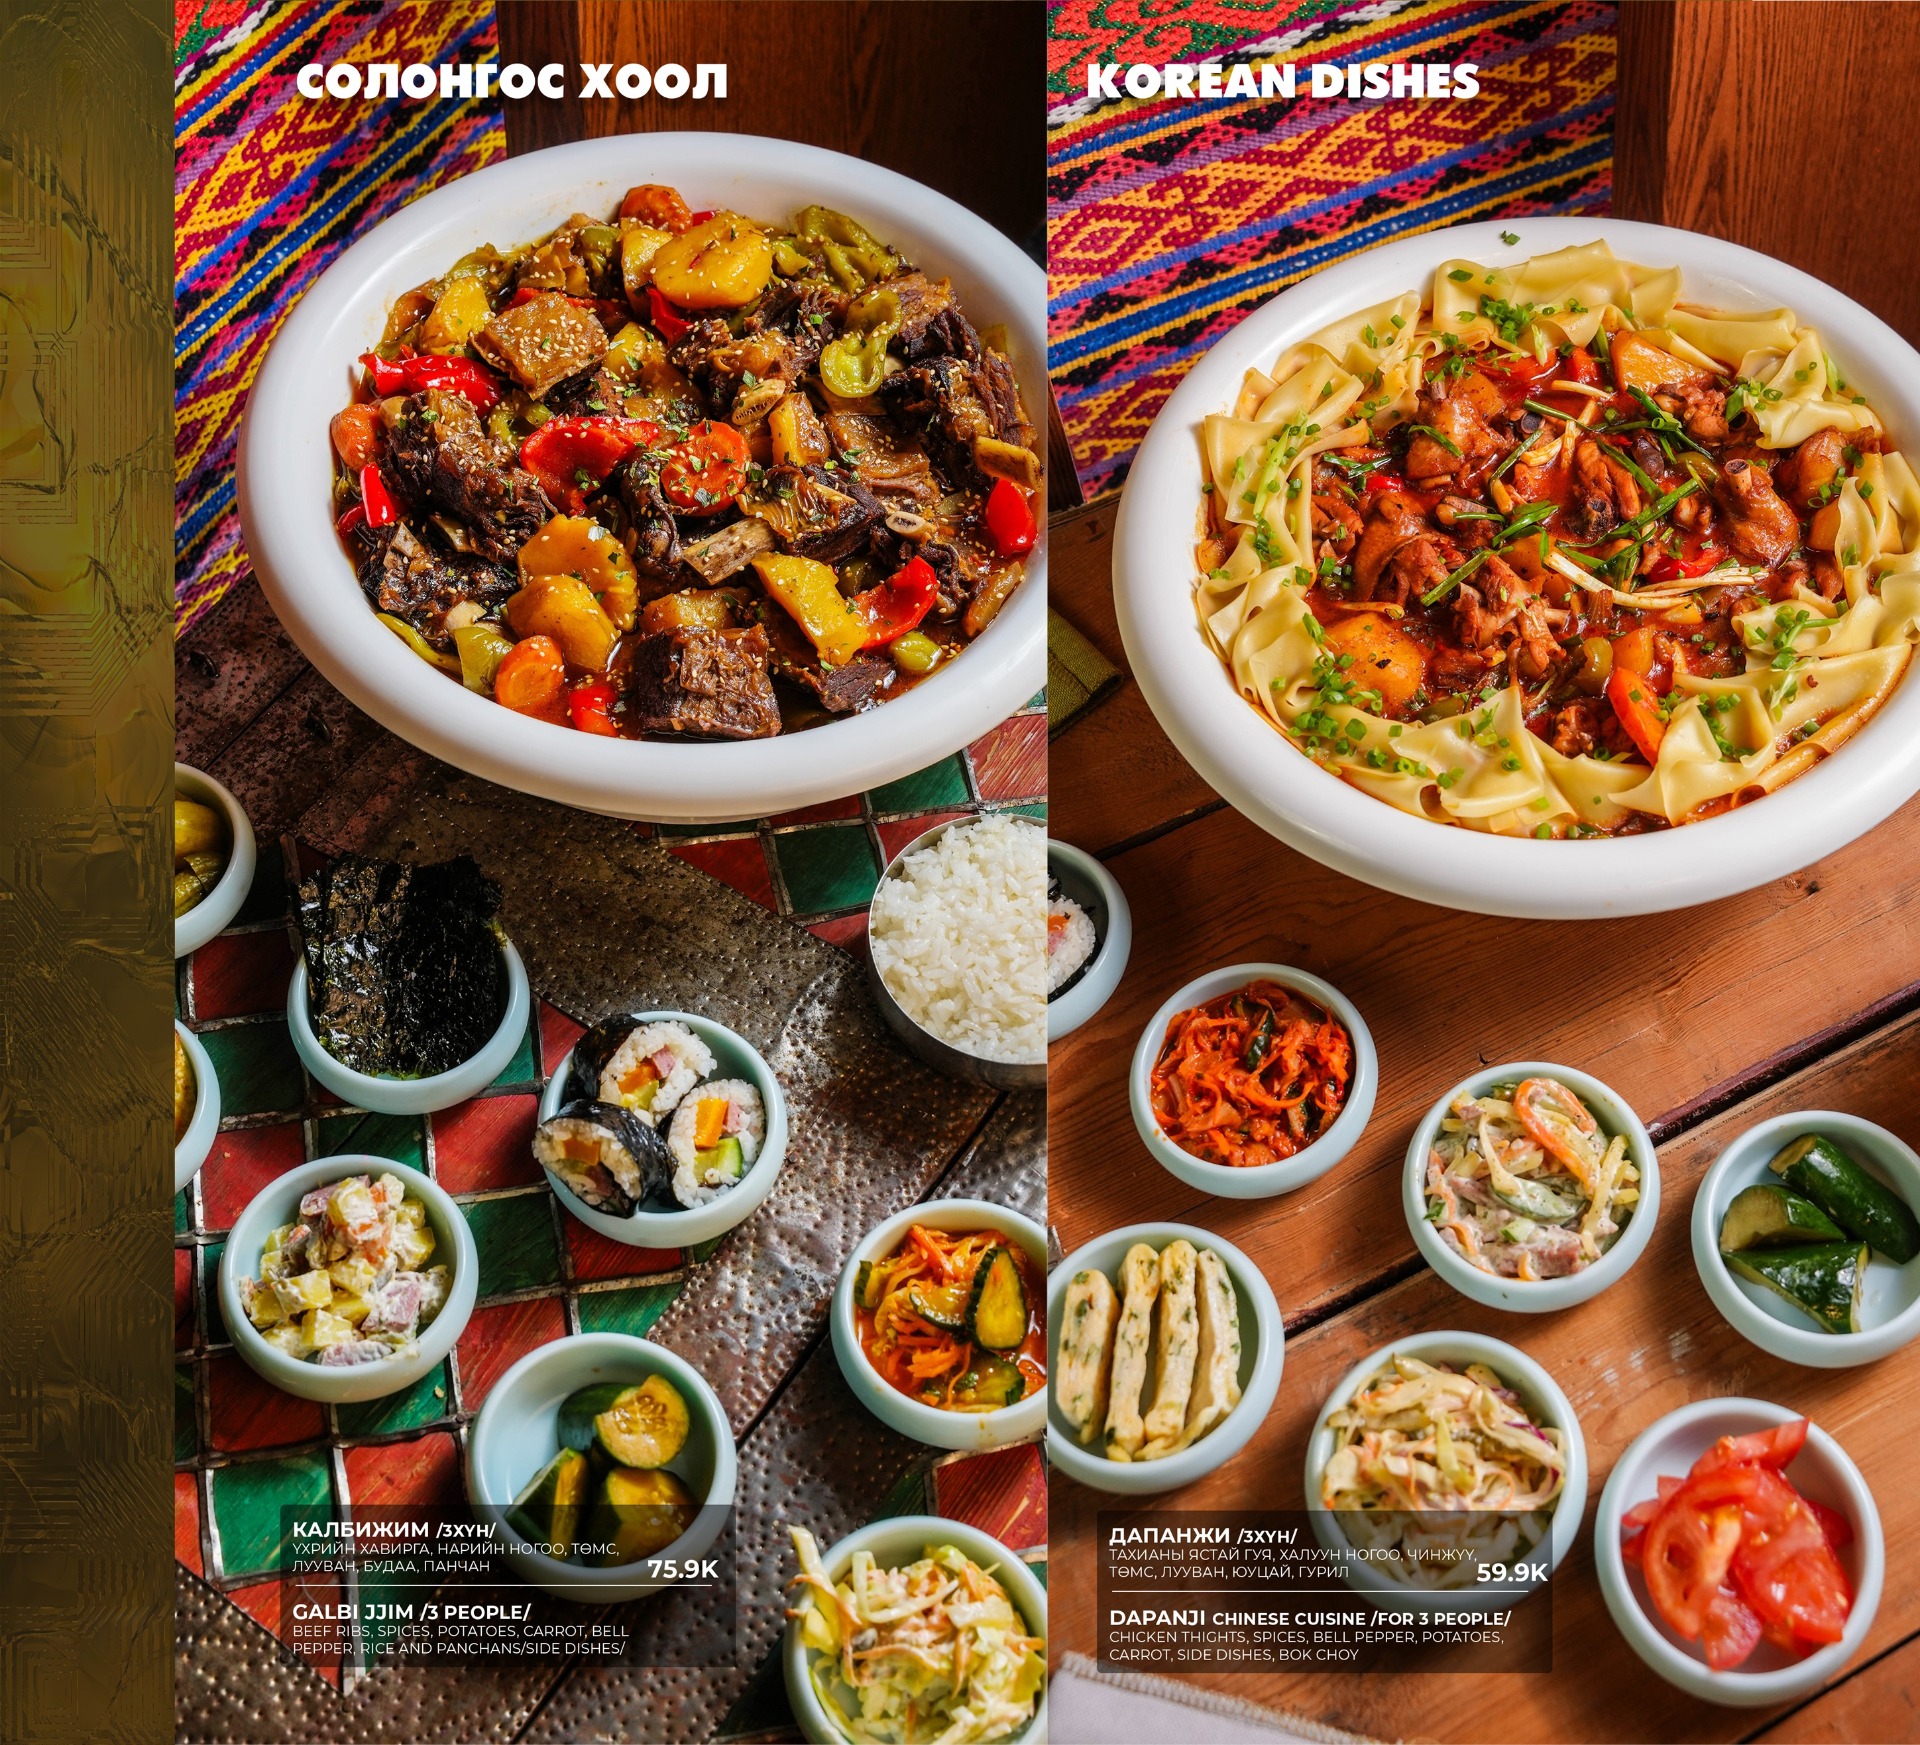 СОЛОНГОС ХООЛ
KOREAN DISHES
КАЛБИЖИМ /3ХҮН/
ҮХРИЙН ХАВИРГА, НАРИЙН НОГОО, ТӨМС,
ЛУУВАН, БУДАА, ПАНЧАН
75.9K
GALBI JJIM /3 PEOPLE/
BEEF RIBS, SPICES, POTATOES, CARROT, BELL
PEPPER, RICE AND PANCHANS/SIDE DISHES/
ДАПАНЖИ /3ХҮН/
ТАХИАНЫ ЯСТАЙ ГУЯ, ХАЛУУН НОГОО, ЧИНЖҮҮ,
ТӨМС, ЛУУВАН, ЮУЦАЙ, ГУРИЛ
59.9K
DAPANJI CHINESE CUISINE /FOR 3 PEOPLE/
CHICKEN THIGHTS, SPICES, BELL PEPPER, POTATOES,
CARROT, SIDE DISHES, BOK CHOY